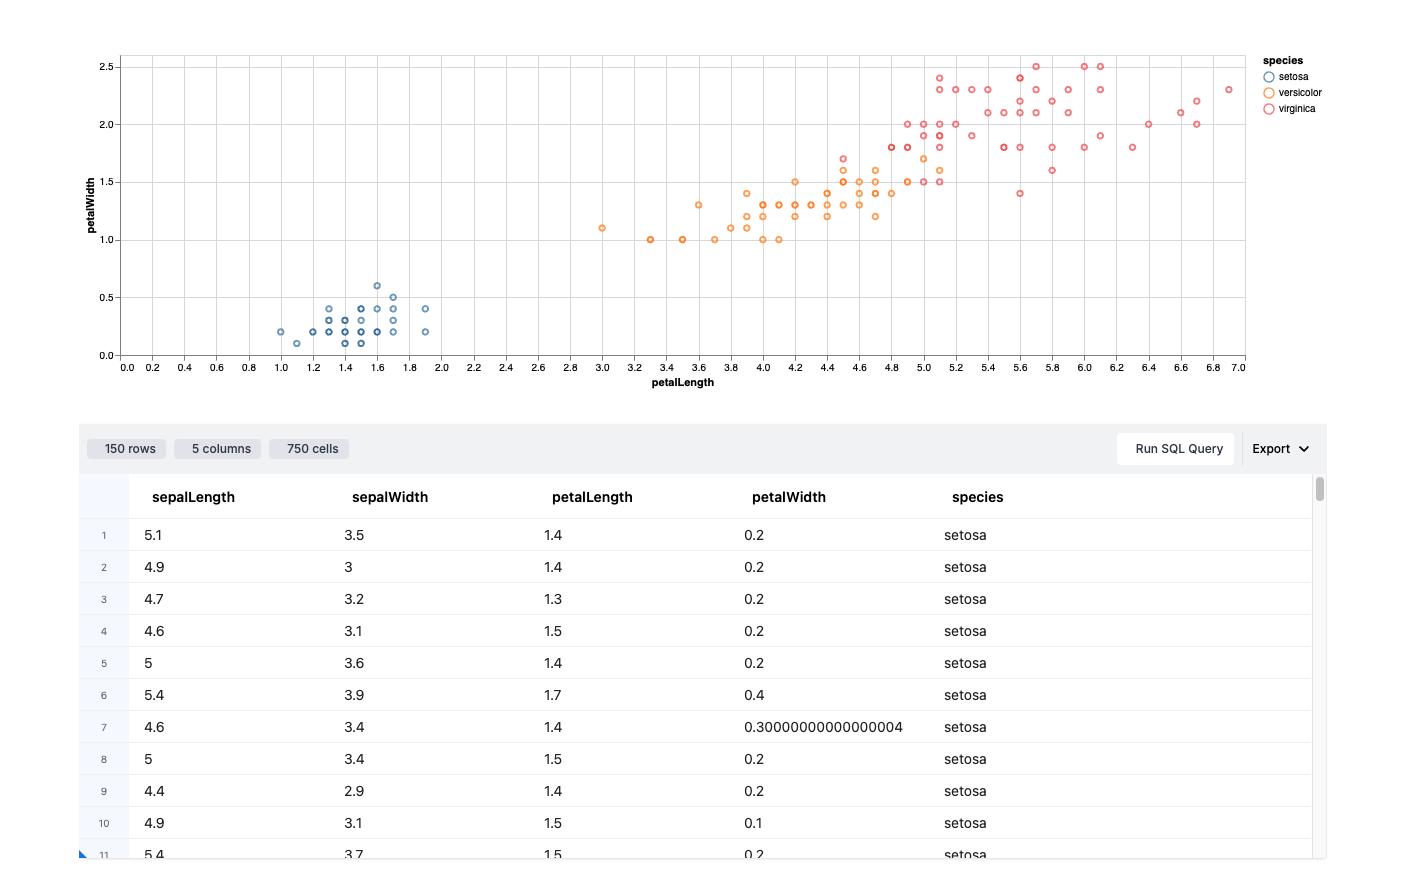 2.5
2.0
1.5
1.0
0.5
0.0
petalWidth
0.0 0.2 0.4 0.6 0.8 1.0 1.2 1.4 1.6 1.8 2.0 2.2 2.4 2.6 2.8 3.0 3.2 3.4 3.6 3.8 4.0 4.2 4.4 4.6 4.8 5.0 5.2 5.4 5.6 5.8 6.0 6.2 6.4 6.6 6.8 7.0
petalLength
species
setosa
versicolor
virginica
150 rows 5 columns 750 cells Run SQL Query Export
sepalLength sepalWidth petalLength petalWidth species
1 5.1 3.5 1.4 0.2 setosa
2 4.9 3 1.4 0.2 setosa
3 4.7 3.2 1.3 0.2 setosa
4 4.6 3.1 1.5 0.2 setosa
5 5 3.6 1.4 0.2 setosa
6 5.4 3.9 1.7 0.4 setosa
7 4.6 3.4 1.4 0.30000000000000004 setosa
8 5 3.4 1.5 0.2 setosa
9 4.4 2.9 1.4 0.2 setosa
10 4.9 3.1 1.5 0.1 setosa
11 5.4 3.7 1.5 0.2 setosa